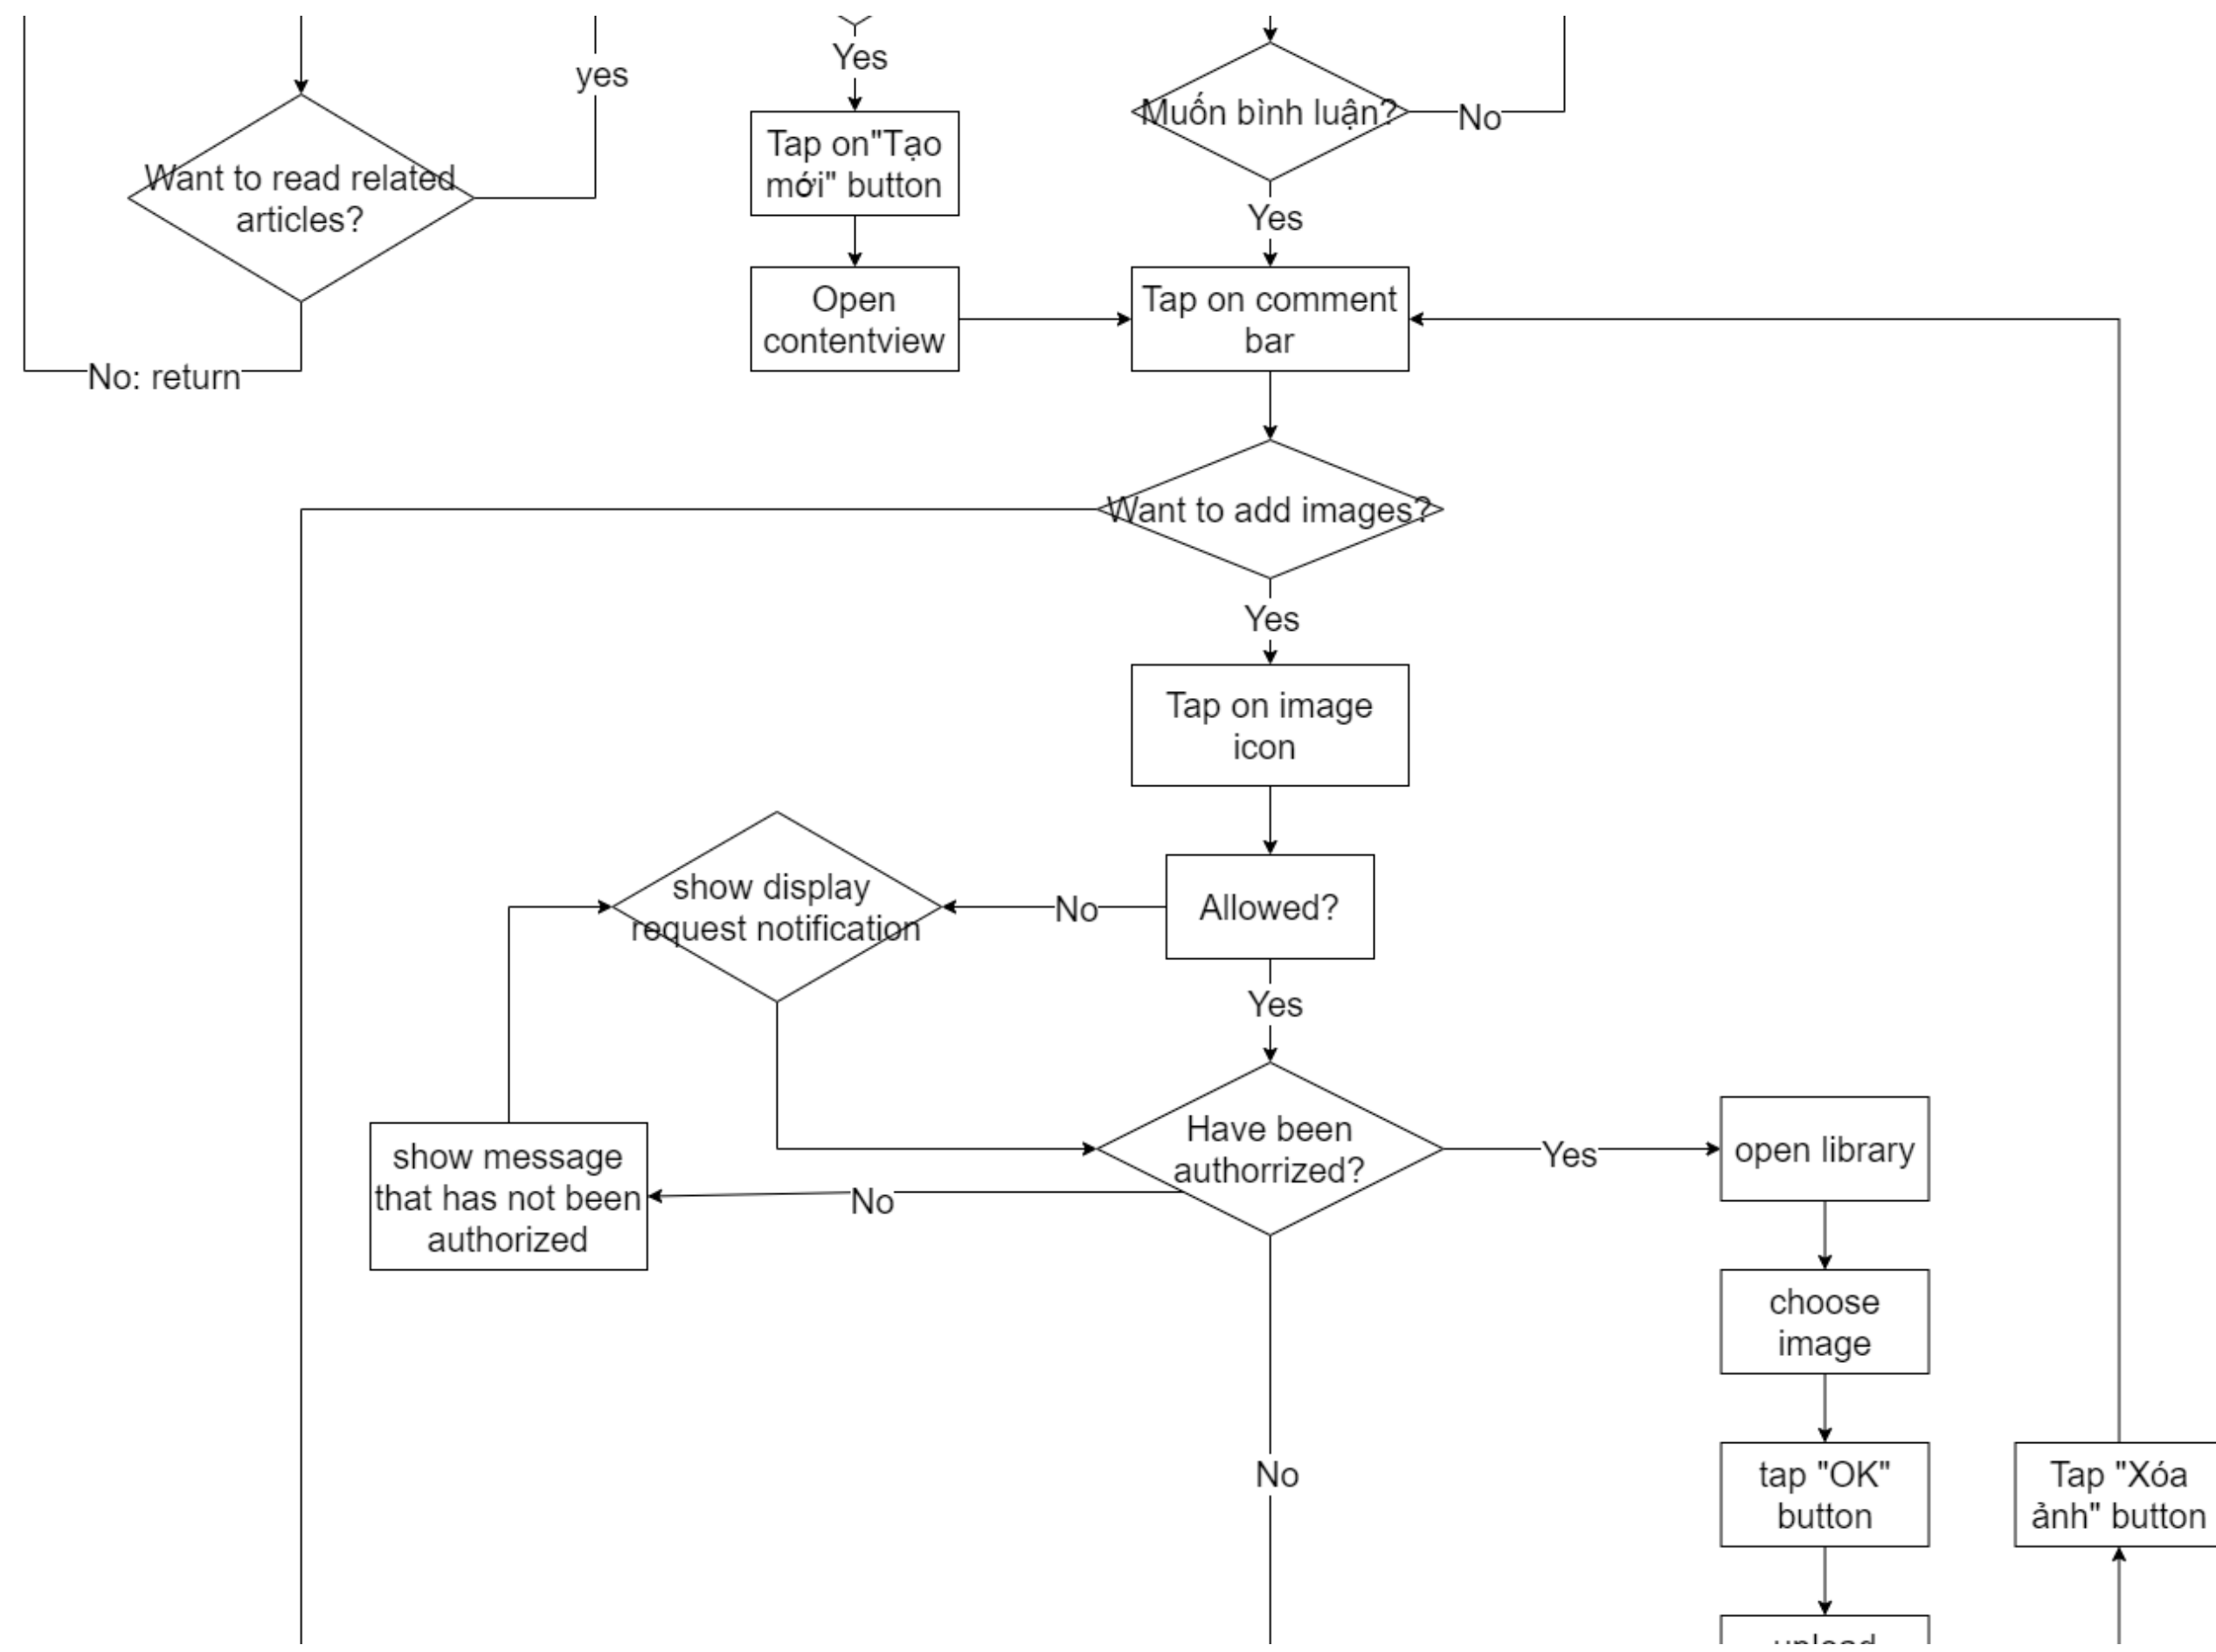 yes
Yes
Tap on"Tạo
mới" button
Muốn bình luận?
No
Want to read related
articles?
Yes
Open
contentview
Tap on comment
bar
No: return
Want to add images?
Yes
Tap on image
icon
show display
request notification
No
Allowed?
Yes
Have been
authorrized?
Yes
open library
show message
that has not been
authorized
No
choose
image
No
tap "OK"
button
Tap "Xóa
ảnh" button
upload